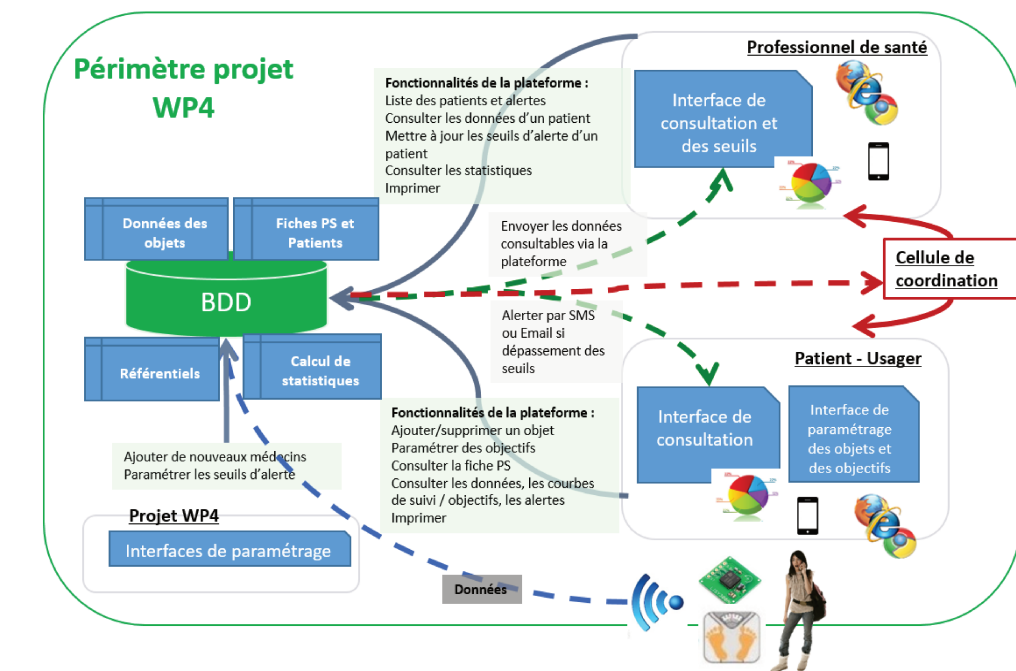 Périmètre projet
WP4
Fonctionnalités de la plateforme :
Liste des patients et alertes
Consulter les données d’un patient
Mettre à jour les seuils d’alerte d’un
patient
Consulter les statistiques
Imprimer
Professionnel de santé
Interface de
consultation et
des seuils
Données des
objets
Fiches PS et
Patients
BDD
Référentiels
Calcul de
statistiques
Envoyer les données
consultables via la
plateforme
Cellule de
coordination
Alerter par SMS
ou Email si
dépassement des
seuils
Patient - Usager
Interface de
consultation
Interface de
paramétrage
des objets et
des objectifs
Fonctionnalités de la plateforme :
Ajouter/supprimer un objet
Paramétrer des objectifs
Consulter la fiche PS
Consulter les données, les courbes
de suivi / objectifs, les alertes
Imprimer
Ajouter de nouveaux médecins
Paramétrer les seuils d’alerte
Projet WP4
Interfaces de paramétrage
Données